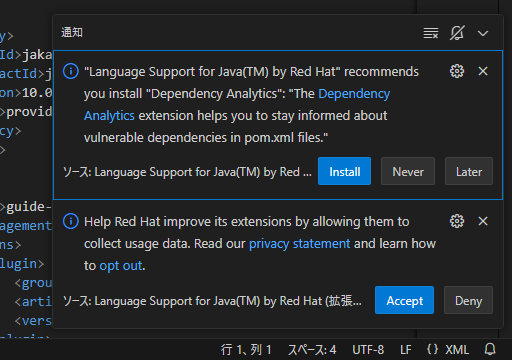 通知
y>
Id>jaka
actId>j
on>10.0
>provid
cy>
>
"Language Support for Java(TM) by Red Hat" recommends
you install "Dependency Analytics": "The Dependency
Analytics extension helps you to stay informed about
vulnerable dependencies in pom.xml files."
ソース: Language Support for Java(TM) by Red ...
Install
Never
Later
>guide-
agement
ns>
lugin>
<grou
<arti
<vers
Help Red Hat improve its extensions by allowing them to
collect usage data. Read our privacy statement and learn how
to opt out.
ソース: Language Support for Java(TM) by Red Hat (拡張...
Accept
Deny
行 1、列 1
スペース: 4
UTF-8
LF
{} XML